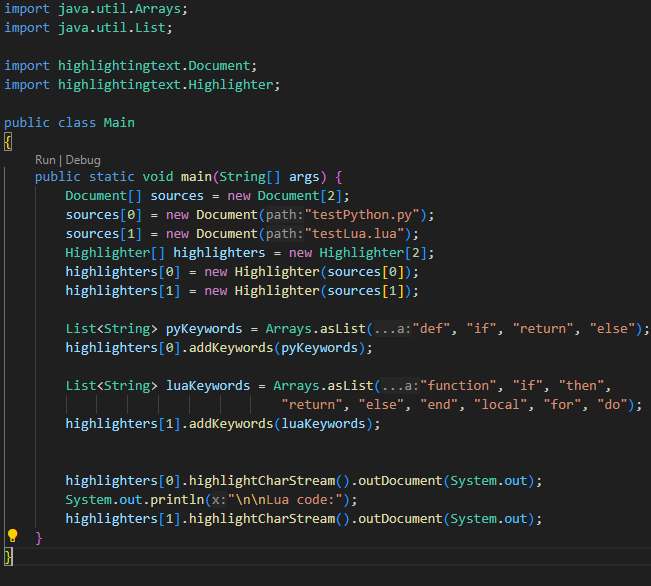 import java.util.Arrays;
import java.util.List;
import highlightingtext.Document;
import highlightingtext.Highlighter;
public class Main
{
Run | Debug
public static void main(String[] args) {
Document[] sources = new Document[2];
sources[0] = new Document(path:"testPython.py");
sources[1] = new Document(path:"testLua.lua");
Highlighter[] highlighters = new Highlighter[2];
highlighters[0] = new Highlighter(sources[0]);
highlighters[1] = new Highlighter(sources[1]);
List<String> pyKeywords = Arrays.asList(...a:"def", "if", "return", "else");
highlighters[0].addKeywords(pyKeywords);
List<String> luaKeywords = Arrays.asList(...a:"function", "if", "then",
"return", "else", "end", "local", "for", "do");
highlighters[1].addKeywords(luaKeywords);
highlighters[0].highlightCharStream().outDocument(System.out);
System.out.println(x:"\n\nLua code:");
highlighters[1].highlightCharStream().outDocument(System.out);
}
}